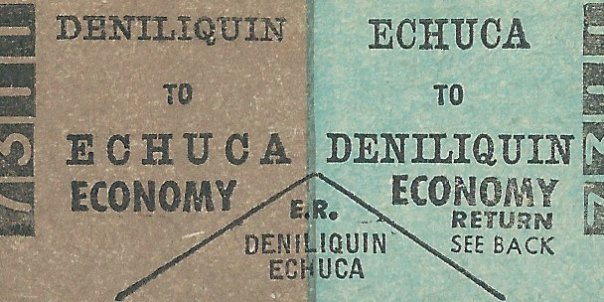 DENILIQUIN
TO
ECHUCA
ECONOMY
ECHUCA
TO
DENILIQUIN
ECONOMY
RETURN
SEE BACK
E.R.
DENILIQUIN
ECHUCA